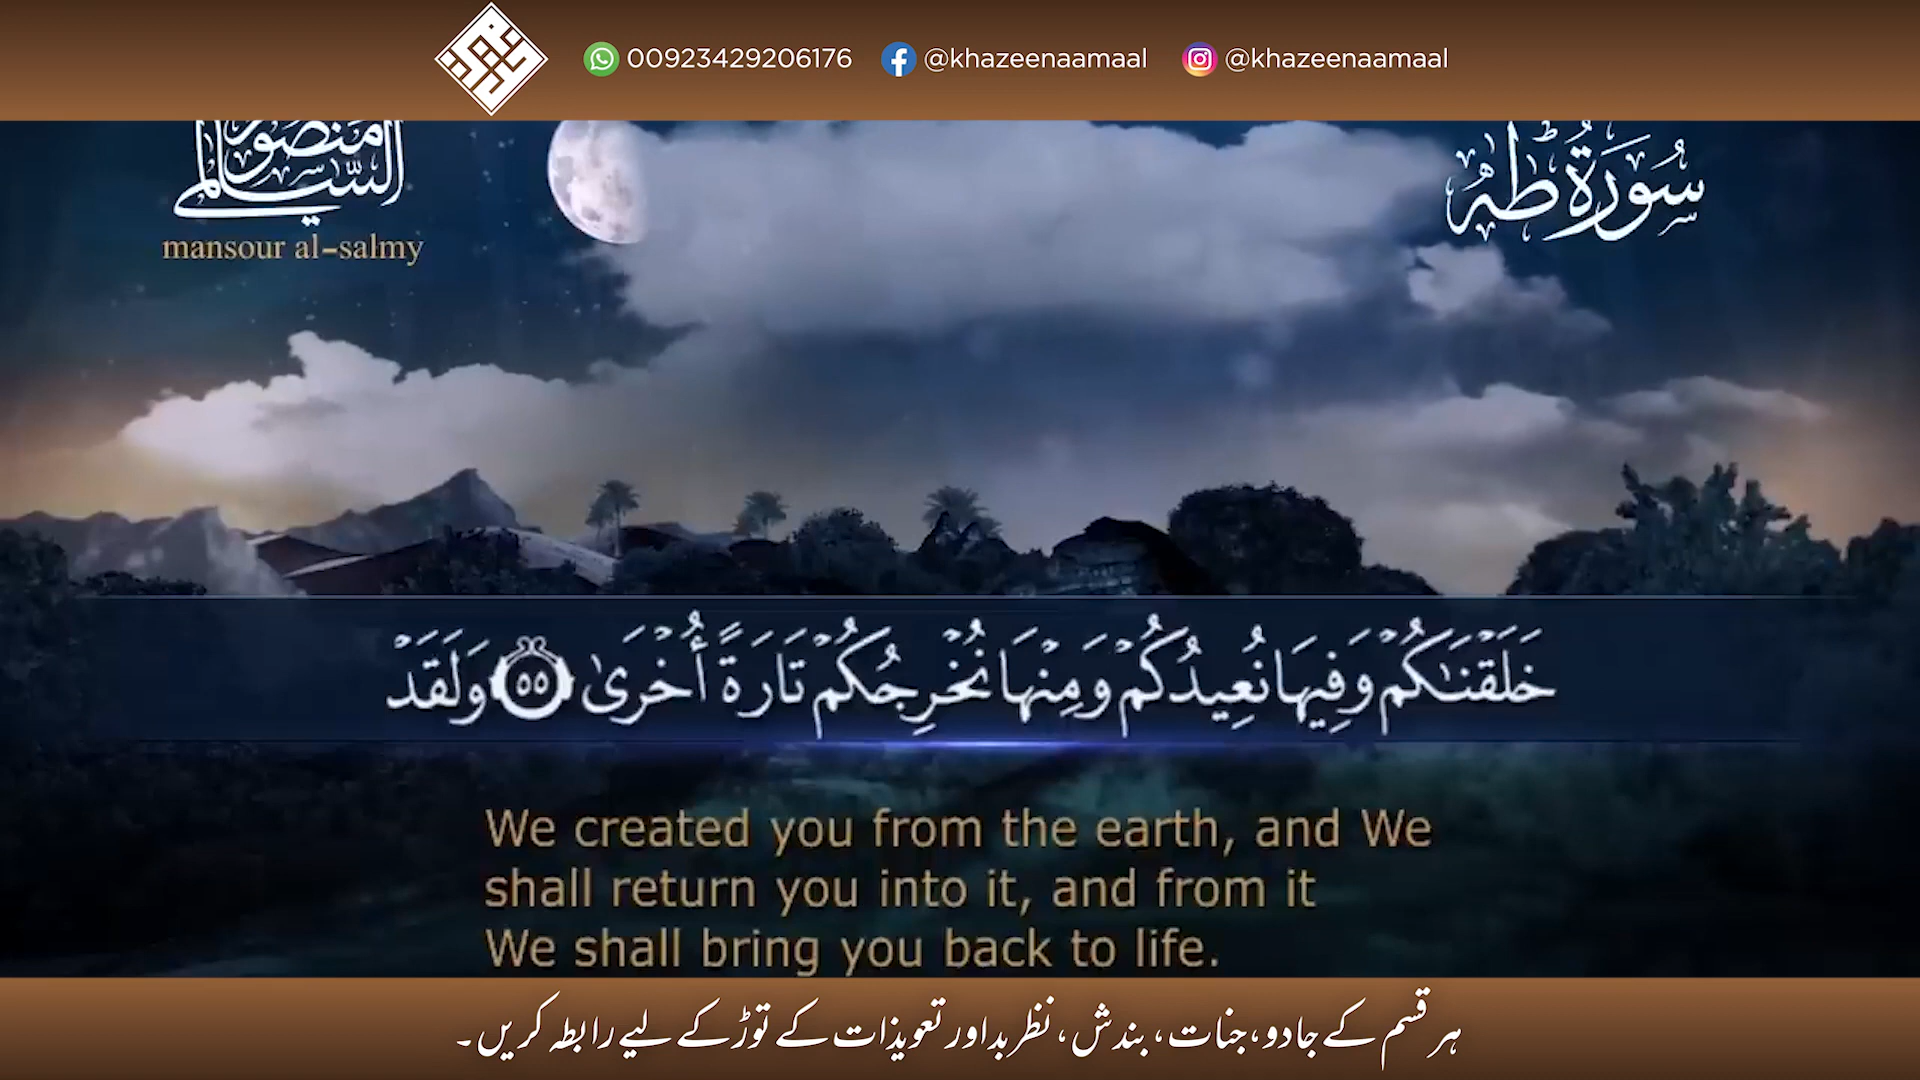 00923429206176 @khazeenaamaal @khazeenaamaal
منصور السالمي
mansour al-salmy
سُورَةُ طٰهٰ
خَلَقْنَٰكُمْ وَفِيهَا نُعِيدُكُمْ وَمِنْهَا نُخْرِجُكُمْ تَارَةً أُخْرَىٰ ٥٥ وَلَقَدْ
We created you from the earth, and We
shall return you into it, and from it
We shall bring you back to life.
ہر قسم کے جادو، جنات، بندش، نظر بد اور تعویذات کے توڑ کے لیے رابطہ کریں۔